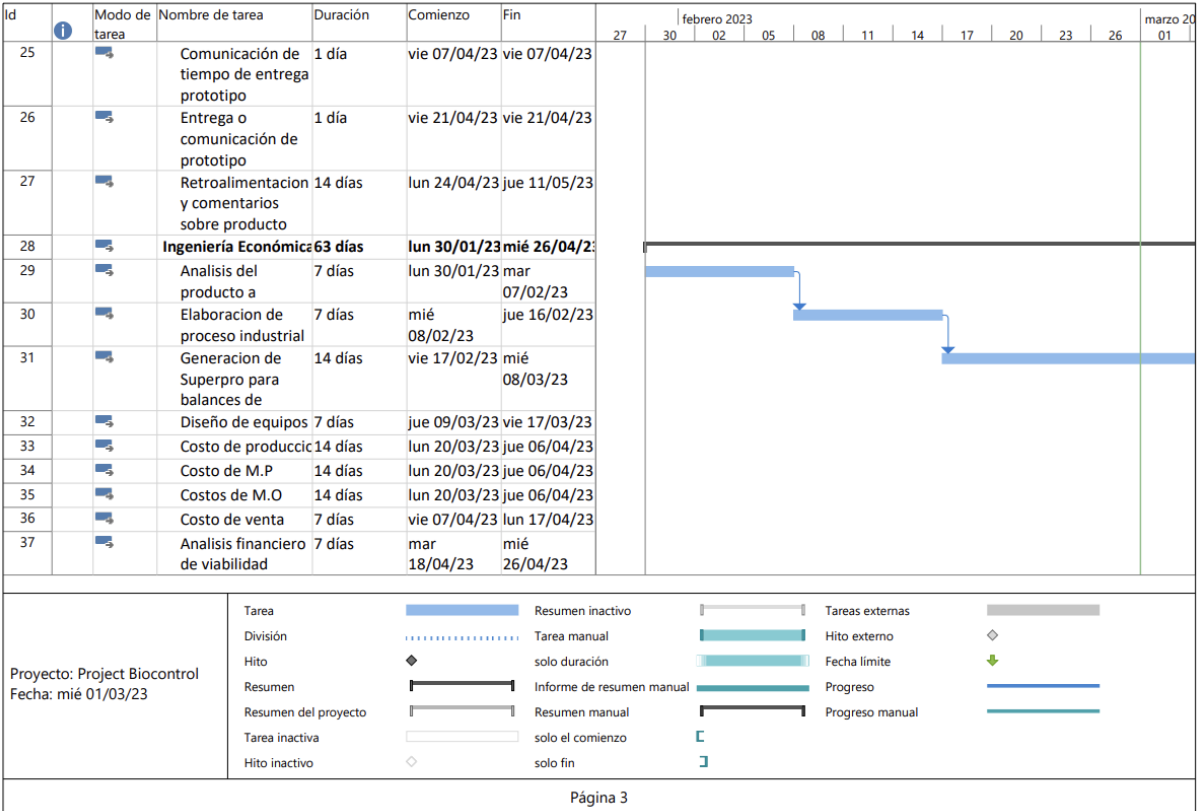 Id Modo de tarea Nombre de tarea Duración Comienzo Fin
febrero 2023 marzo 20
27 30 02 05 08 11 14 17 20 23 26 01
25 Comunicación de tiempo de entrega prototipo 1 día vie 07/04/23 vie 07/04/23
26 Entrega o comunicación de prototipo 1 día vie 21/04/23 vie 21/04/23
27 Retroalimentacion y comentarios sobre producto 14 días lun 24/04/23 jue 11/05/23
28 Ingeniería Económica 63 días lun 30/01/23 mié 26/04/23
29 Analisis del producto a 7 días lun 30/01/23 mar 07/02/23
30 Elaboracion de proceso industrial 7 días mié 08/02/23 jue 16/02/23
31 Generacion de Superpro para balances de 14 días vie 17/02/23 mié 08/03/23
32 Diseño de equipos 7 días jue 09/03/23 vie 17/03/23
33 Costo de produccic 14 días lun 20/03/23 jue 06/04/23
34 Costo de M.P 14 días lun 20/03/23 jue 06/04/23
35 Costos de M.O 14 días lun 20/03/23 jue 06/04/23
36 Costo de venta 7 días vie 07/04/23 lun 17/04/23
37 Analisis financiero de viabilidad 7 días mar 18/04/23 mié 26/04/23
Proyecto: Project Biocontrol
Fecha: mié 01/03/23
Tarea Resumen inactivo Tareas externas
División Tarea manual Hito externo
Hito solo duración Fecha límite
Resumen Informe de resumen manual Progreso
Resumen del proyecto Resumen manual Progreso manual
Tarea inactiva solo el comienzo
Hito inactivo solo fin
Página 3